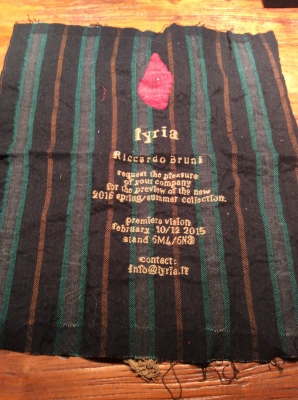 lyria
Riccardo Bruni
request the pleasure
of your company
for the preview of the new
2016 spring/summer collection.
premiere vision
february 10/12 2015
stand 6M4/6N3
contact:
info@lyria.it